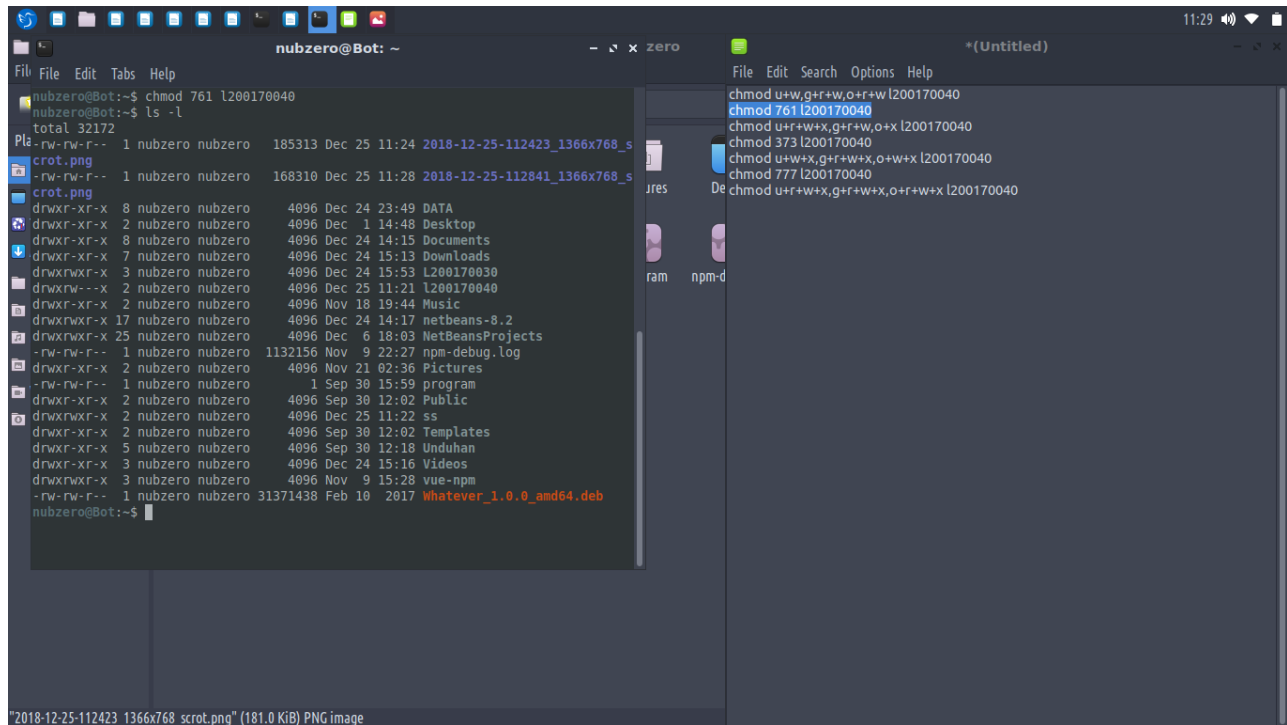 11:29
nubzero@Bot: ~
File Edit Tabs Help
nubzero@Bot:~$ chmod 761 l200170040
nubzero@Bot:~$ ls -l
total 32172
-rw-rw-r-- 1 nubzero nubzero 185313 Dec 25 11:24 2018-12-25-112423_1366x768_s
crot.png
-rw-rw-r-- 1 nubzero nubzero 168310 Dec 25 11:28 2018-12-25-112841_1366x768_s
crot.png
drwxr-xr-x 8 nubzero nubzero 4096 Dec 24 23:49 DATA
drwxr-xr-x 2 nubzero nubzero 4096 Dec 1 14:48 Desktop
drwxr-xr-x 8 nubzero nubzero 4096 Dec 24 14:15 Documents
drwxr-xr-x 7 nubzero nubzero 4096 Dec 24 15:13 Downloads
drwxrwxr-x 3 nubzero nubzero 4096 Dec 24 15:53 L200170030
drwxrw---x 2 nubzero nubzero 4096 Dec 25 11:21 l200170040
drwxr-xr-x 2 nubzero nubzero 4096 Nov 18 19:44 Music
drwxrwxr-x 17 nubzero nubzero 4096 Dec 24 14:17 netbeans-8.2
drwxrwxr-x 25 nubzero nubzero 4096 Dec 6 18:03 NetBeansProjects
-rw-rw-r-- 1 nubzero nubzero 1132156 Nov 9 22:27 npm-debug.log
drwxr-xr-x 2 nubzero nubzero 4096 Nov 21 02:36 Pictures
-rw-rw-r-- 1 nubzero nubzero 1 Sep 30 15:59 program
drwxr-xr-x 2 nubzero nubzero 4096 Sep 30 12:02 Public
drwxrwxr-x 2 nubzero nubzero 4096 Dec 25 11:22 ss
drwxr-xr-x 2 nubzero nubzero 4096 Sep 30 12:02 Templates
drwxr-xr-x 5 nubzero nubzero 4096 Sep 30 12:18 Unduhan
drwxr-xr-x 3 nubzero nubzero 4096 Dec 24 15:16 Videos
drwxrwxr-x 3 nubzero nubzero 4096 Nov 9 15:28 vue-npm
-rw-rw-r-- 1 nubzero nubzero 31371438 Feb 10 2017 Whatever_1.0.0_amd64.deb
nubzero@Bot:~$
Fil
Pla
zero
ures
De
ram
npm-d
"2018-12-25-112423_1366x768_scrot.png" (181.0 KiB) PNG image
*(Untitled)
File Edit Search Options Help
chmod u+w,g+r+w,o+r+w l200170040
chmod 761 l200170040
chmod u+r+w+x,g+r+w,o+x l200170040
chmod 373 l200170040
chmod u+w+x,g+r+w+x,o+w+x l200170040
chmod 777 l200170040
chmod u+r+w+x,g+r+w+x,o+r+w+x l200170040